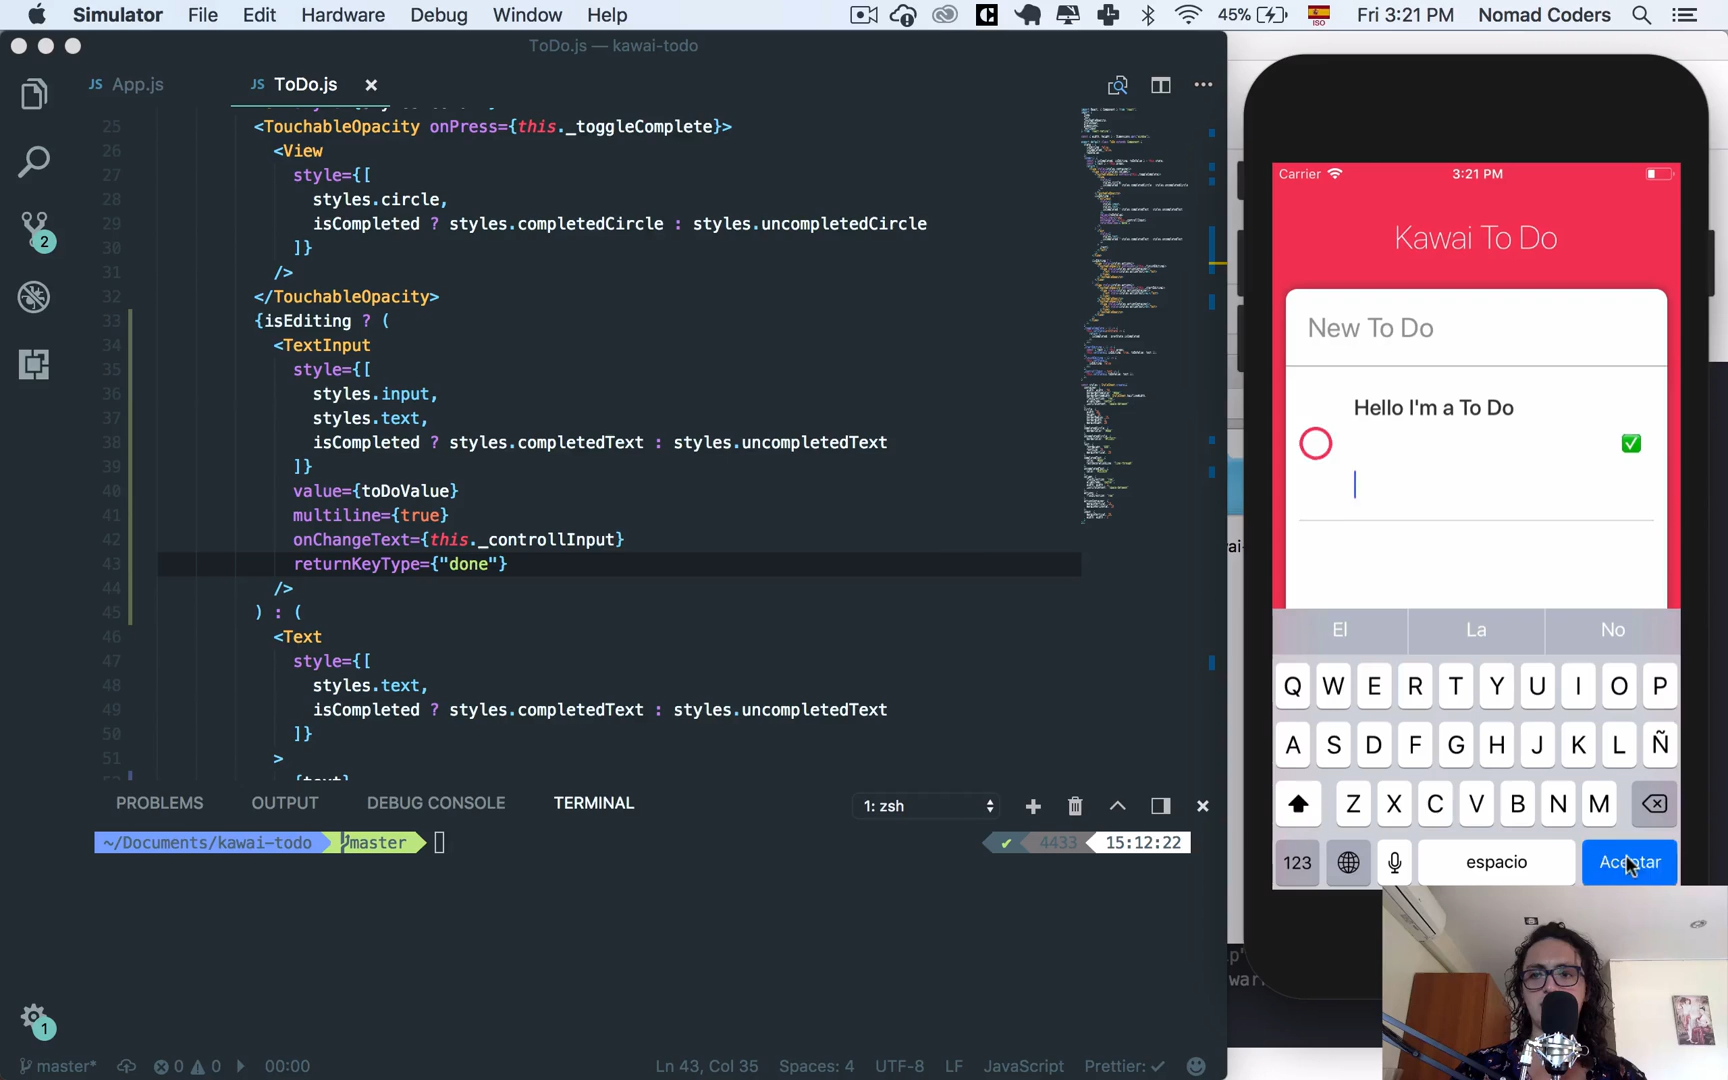 Simulator File Edit Hardware Debug Window Help
45% ISO Fri 3:21 PM Nomad Coders
ToDo.js — kawai-todo
JS App.js
JS ToDo.js
25 <TouchableOpacity onPress={this._toggleComplete}>
26 <View
27 style={[
28 styles.circle,
29 isCompleted ? styles.completedCircle : styles.uncompletedCircle
30 ]}
31 />
32 </TouchableOpacity>
33 {isEditing ? (
34 <TextInput
35 style={[
36 styles.input,
37 styles.text,
38 isCompleted ? styles.completedText : styles.uncompletedText
39 ]}
40 value={toDoValue}
41 multiline={true}
42 onChangeText={this._controllInput}
43 returnKeyType={"done"}
44 />
45 ) : (
46 <Text
47 style={[
48 styles.text,
49 isCompleted ? styles.completedText : styles.uncompletedText
50 ]}
51 >
{text}
2
1
PROBLEMS OUTPUT DEBUG CONSOLE TERMINAL
1: zsh
~/Documents/kawai-todo master
✔ 4433 15:12:22
master* 0 0 00:00
Ln 43, Col 35 Spaces: 4 UTF-8 LF JavaScript Prettier: ✓
Carrier 3:21 PM
Kawai To Do
New To Do
Hello I'm a To Do
El La No
Q W E R T Y U I O P
A S D F G H J K L Ñ
Z X C V B N M
123 espacio Aceptar